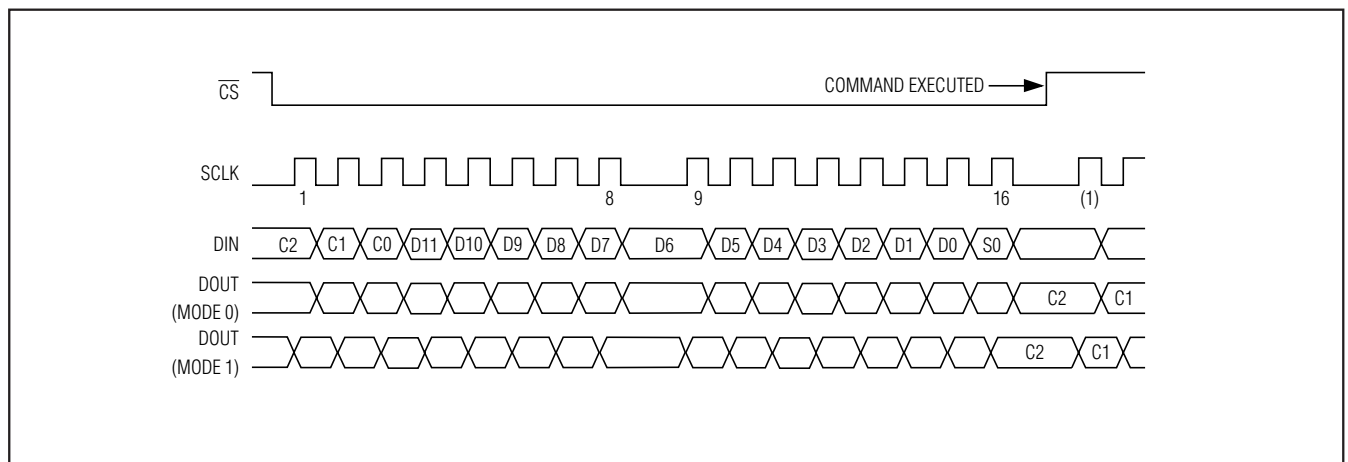 CS
COMMAND EXECUTED
SCLK
1 8 9 16 (1)
DIN C2 C1 C0 D11 D10 D9 D8 D7 D6 D5 D4 D3 D2 D1 D0 S0
DOUT
(MODE 0) C2 C1
DOUT
(MODE 1) C2 C1